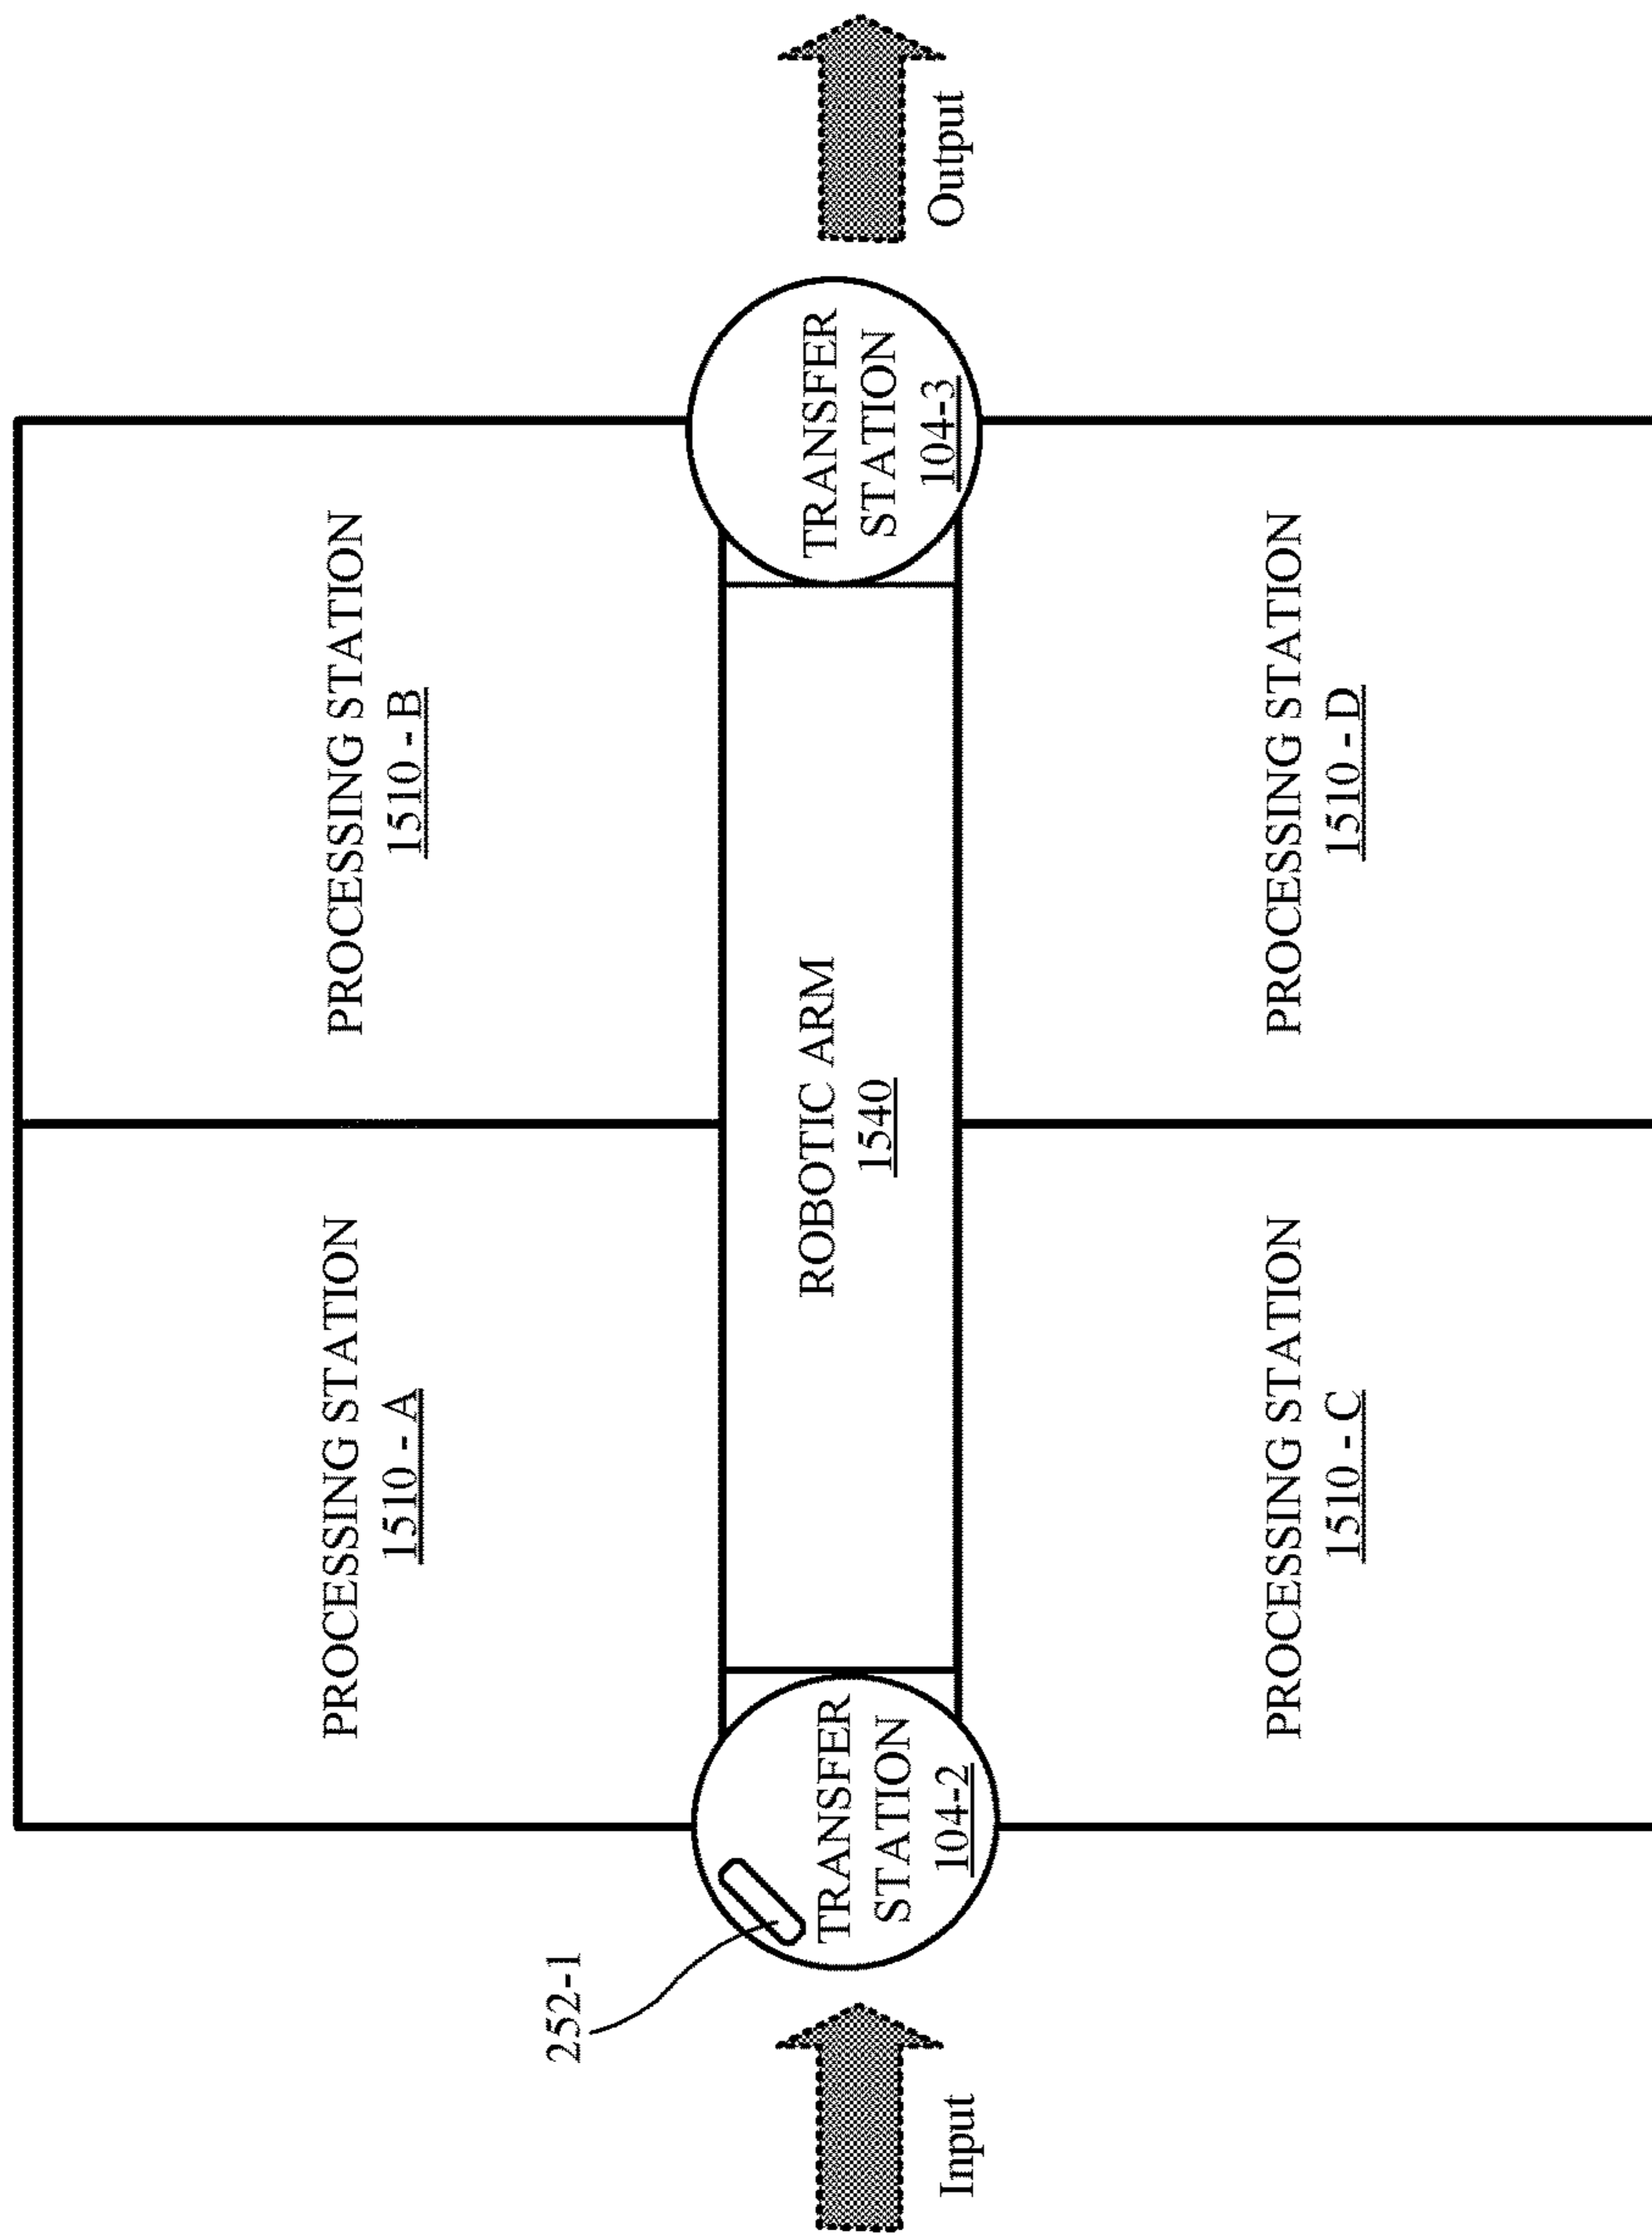 PROCESSING STATION
1510 - A
PROCESSING STATION
1510 - B
252-1
Input
TRANSFER
STATION
104-2
ROBOTIC ARM
1540
TRANSFER
STATION
104-3
Output
PROCESSING STATION
1510 - C
PROCESSING STATION
1510 - D